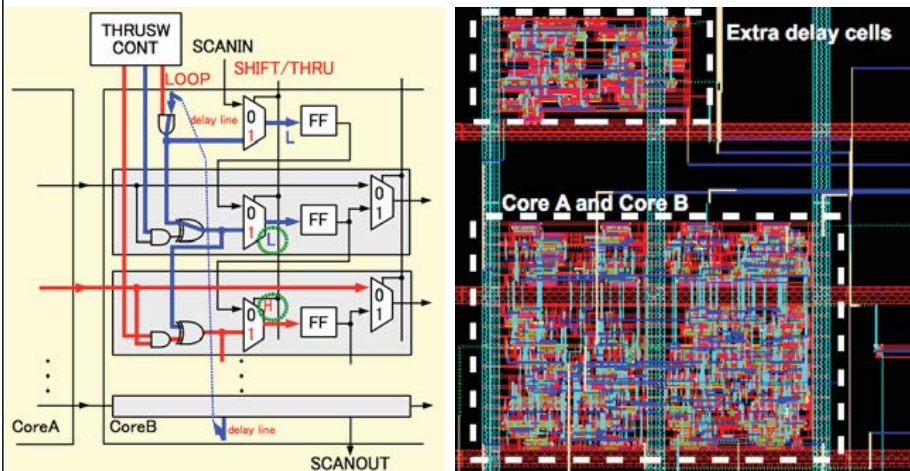 THRUSW
CONT
SCANIN
LOOP
SHIFT/THRU
delay line
0
1
L
FF
0
1
0
L
FF
0
1
0
H
1
FF
CoreA
CoreB
delay line
SCANOUT
Extra delay cells
Core A and Core B